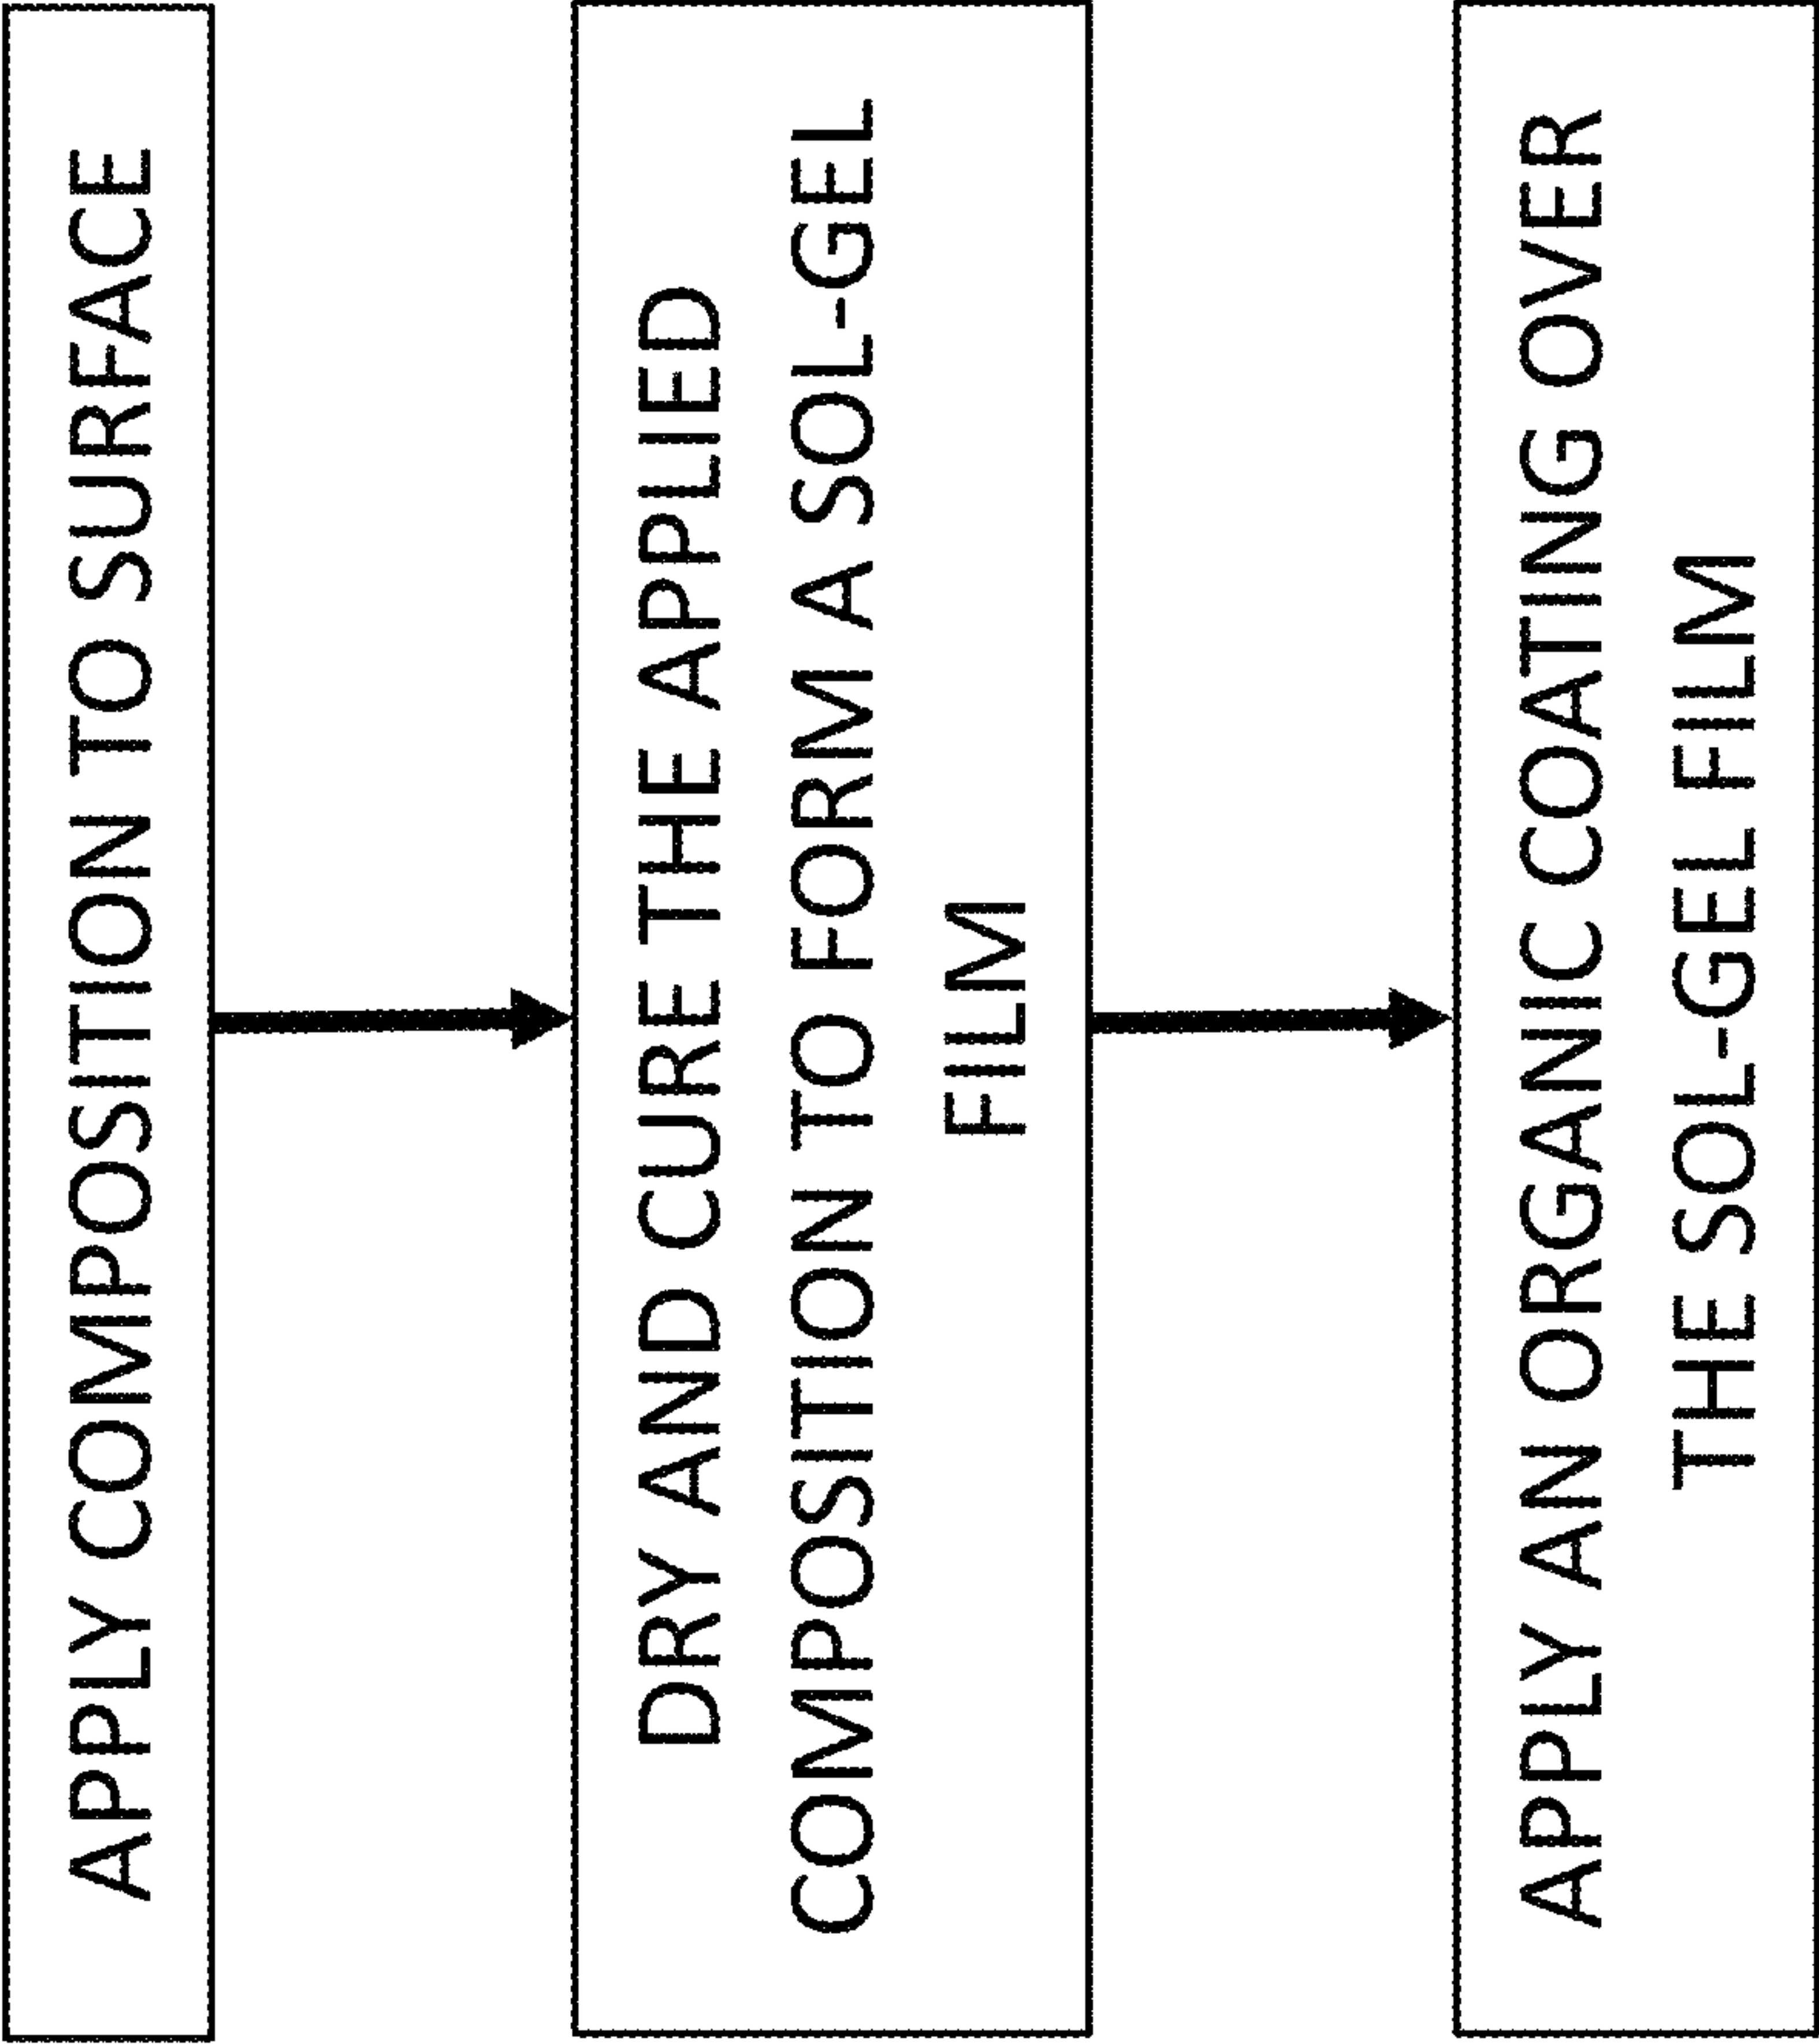 APPLY COMPOSITION TO SURFACE
DRY AND CURE THE APPLIED
COMPOSITION TO FORM A SOL-GEL
FILM
APPLY AN ORGANIC COATING OVER
THE SOL-GEL FILM